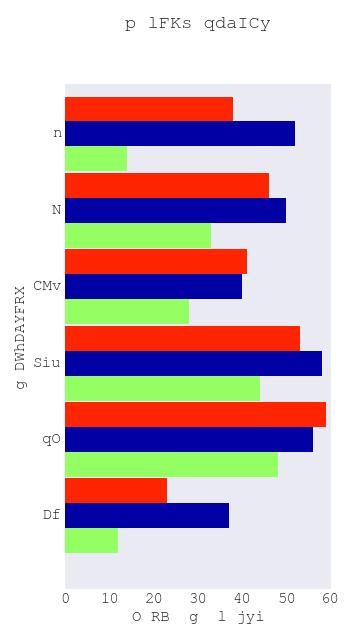 p lFKs qdaICy
n
N
CMv
Siu
qO
Df
g DWhDAYFRX
0 10 20 30 40 50 60
O RB  g  l jyi